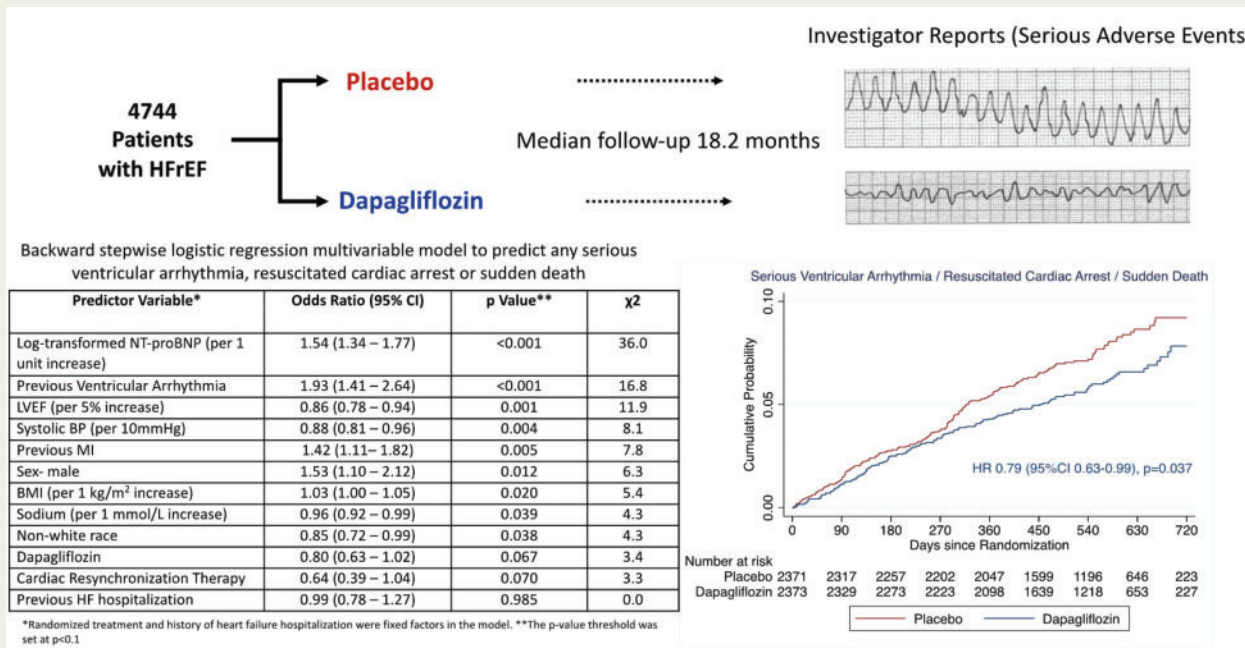 Investigator Reports (Serious Adverse Events
4744
Patients
with HFrEF
Placebo
Median follow-up 18.2 months
Dapagliflozin
Backward stepwise logistic regression multivariable model to predict any serious
ventricular arrhythmia, resuscitated cardiac arrest or sudden death
Predictor Variable* Odds Ratio (95% CI) p Value** χ2
Log-transformed NT-proBNP (per 1 1.54 (1.34 – 1.77) <0.001 36.0
unit increase)
Previous Ventricular Arrhythmia 1.93 (1.41 – 2.64) <0.001 16.8
LVEF (per 5% increase) 0.86 (0.78 – 0.94) 0.001 11.9
Systolic BP (per 10mmHg) 0.88 (0.81 – 0.96) 0.004 8.1
Previous MI 1.42 (1.11– 1.82) 0.005 7.8
Sex- male 1.53 (1.10 – 2.12) 0.012 6.3
BMI (per 1 kg/m² increase) 1.03 (1.00 – 1.05) 0.020 5.4
Sodium (per 1 mmol/L increase) 0.96 (0.92 – 0.99) 0.039 4.3
Non-white race 0.85 (0.72 – 0.99) 0.038 4.3
Dapagliflozin 0.80 (0.63 – 1.02) 0.067 3.4
Cardiac Resynchronization Therapy 0.64 (0.39 – 1.04) 0.070 3.3
Previous HF hospitalization 0.99 (0.78 – 1.27) 0.985 0.0
*Randomized treatment and history of heart failure hospitalization were fixed factors in the model. **The p-value threshold was
set at p<0.1
Serious Ventricular Arrhythmia / Resuscitated Cardiac Arrest / Sudden Death
Cumulative Probability
0.10
0.05
0.00
HR 0.79 (95%CI 0.63-0.99), p=0.037
0 90 180 270 360 450 540 630 720
Days since Randomization
Number at risk
Placebo 2371 2317 2257 2202 2047 1599 1196 646 223
Dapagliflozin 2373 2329 2273 2223 2098 1639 1218 653 227
Placebo Dapagliflozin